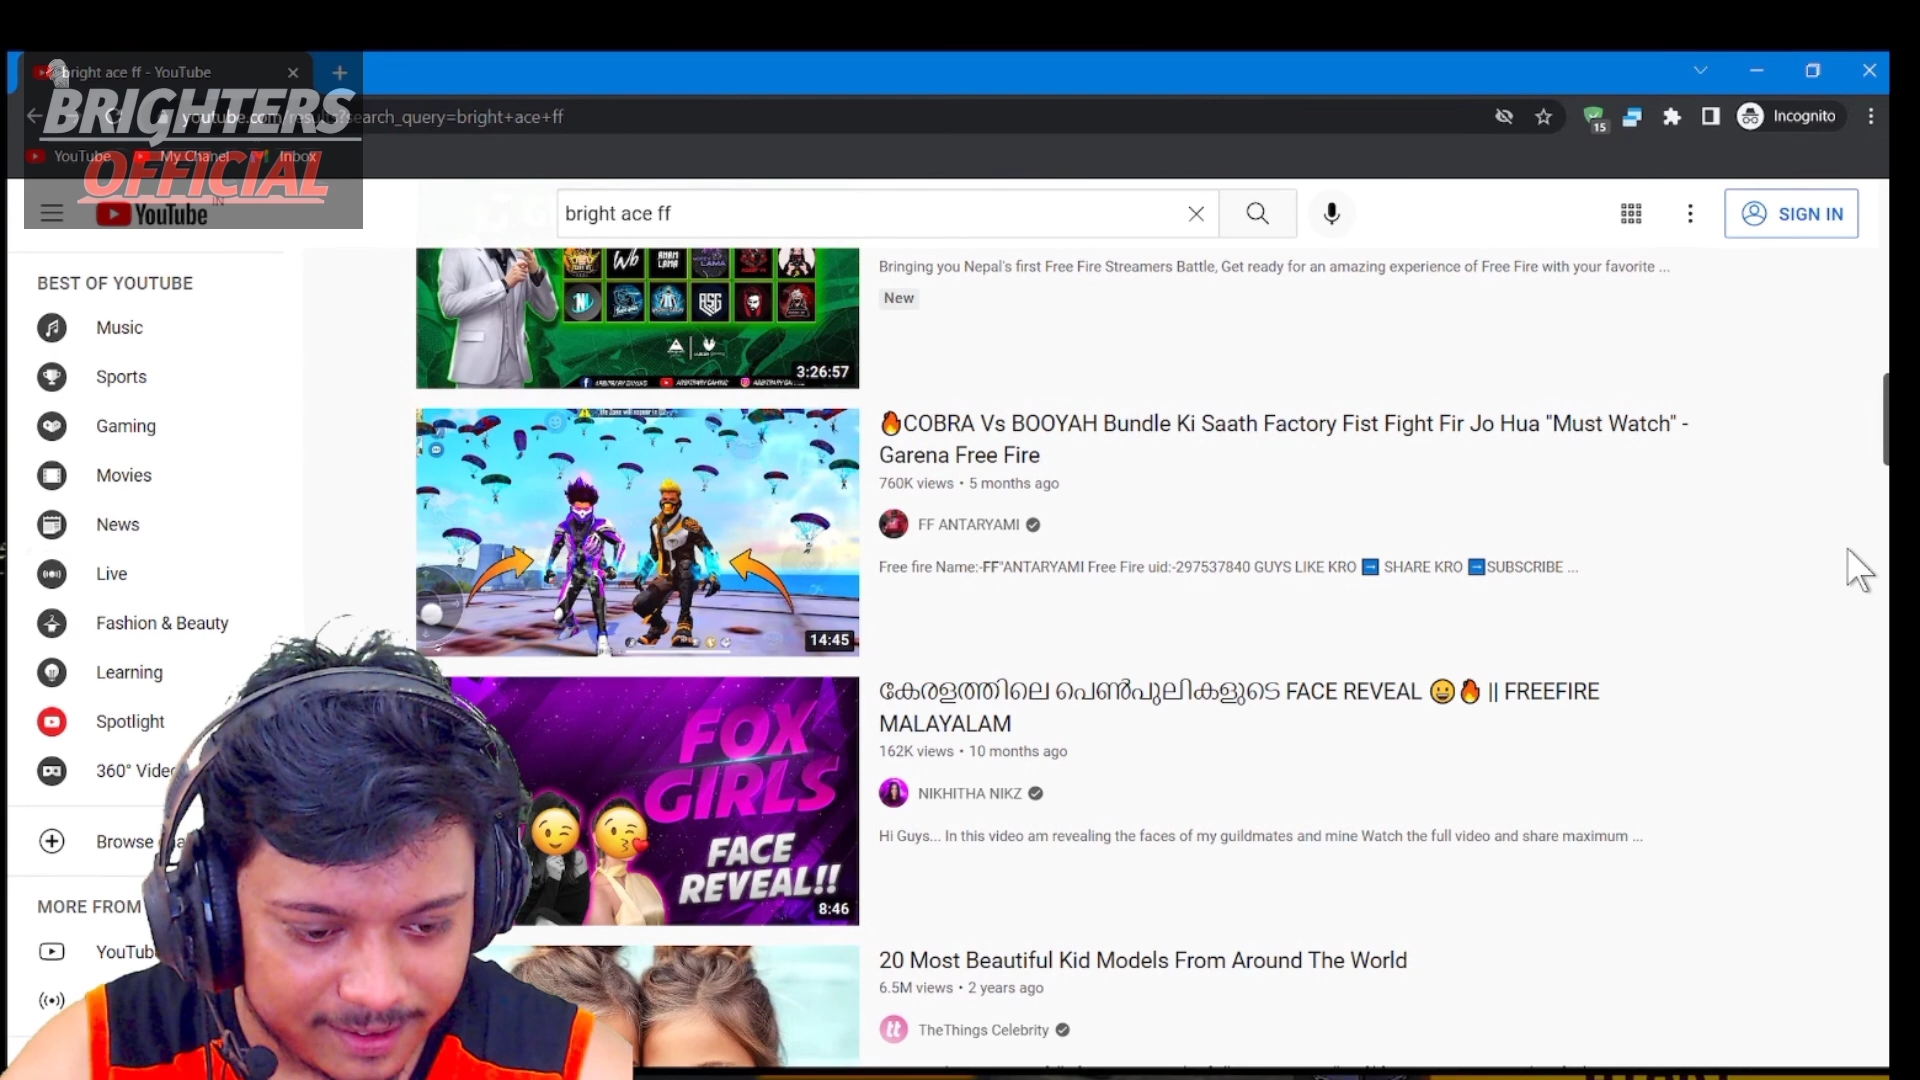 bright ace ff - YouTube
BRIGHTERS
OFFICIAL
youtube.com/results?search_query=bright+ace+ff
15
Incognito
YouTube
My Chanel
Inbox
YouTube IN
bright ace ff
SIGN IN
BEST OF YOUTUBE
Music
Sports
Gaming
Movies
News
Live
Fashion & Beauty
Learning
Spotlight
360° Vide
Browse
MORE FROM
YouTub
Wb
RSG
3:26:57
Bringing you Nepal's first Free Fire Streamers Battle, Get ready for an amazing experience of Free Fire with your favorite ...
New
14:45
🔥COBRA Vs BOOYAH Bundle Ki Saath Factory Fist Fight Fir Jo Hua "Must Watch" -
Garena Free Fire
760K views • 5 months ago
FF ANTARYAMI
Free fire Name:-FF"ANTARYAMI Free Fire uid:-297537840 GUYS LIKE KRO ➡ SHARE KRO ➡SUBSCRIBE ...
FOX
GIRLS
FACE
REVEAL!!
8:46
കേരളത്തിലെ പെൺപുലികളുടെ FACE REVEAL 😀🔥 || FREEFIRE
MALAYALAM
162K views • 10 months ago
NIKHITHA NIKZ
Hi Guys... In this video am revealing the faces of my guildmates and mine Watch the full video and share maximum ...
20 Most Beautiful Kid Models From Around The World
6.5M views • 2 years ago
TheThings Celebrity